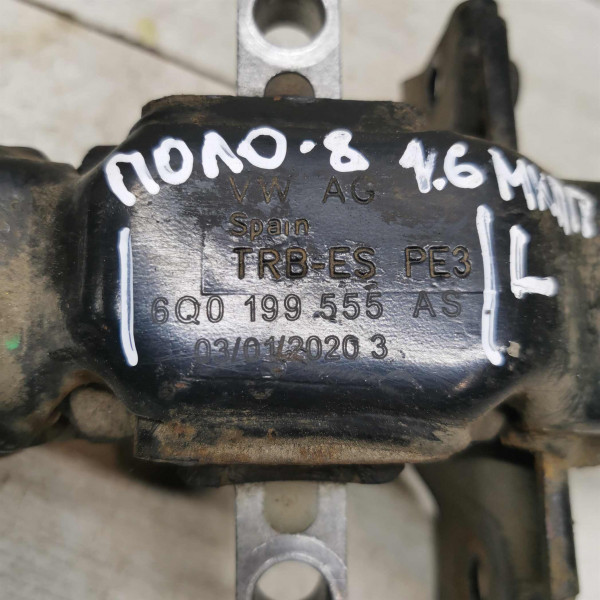 ПОЛО-8 1.6 МКПП
VW AG
Spain
TRB-ES PE3
6Q0 199 555 AS
03/01/2020 3
L